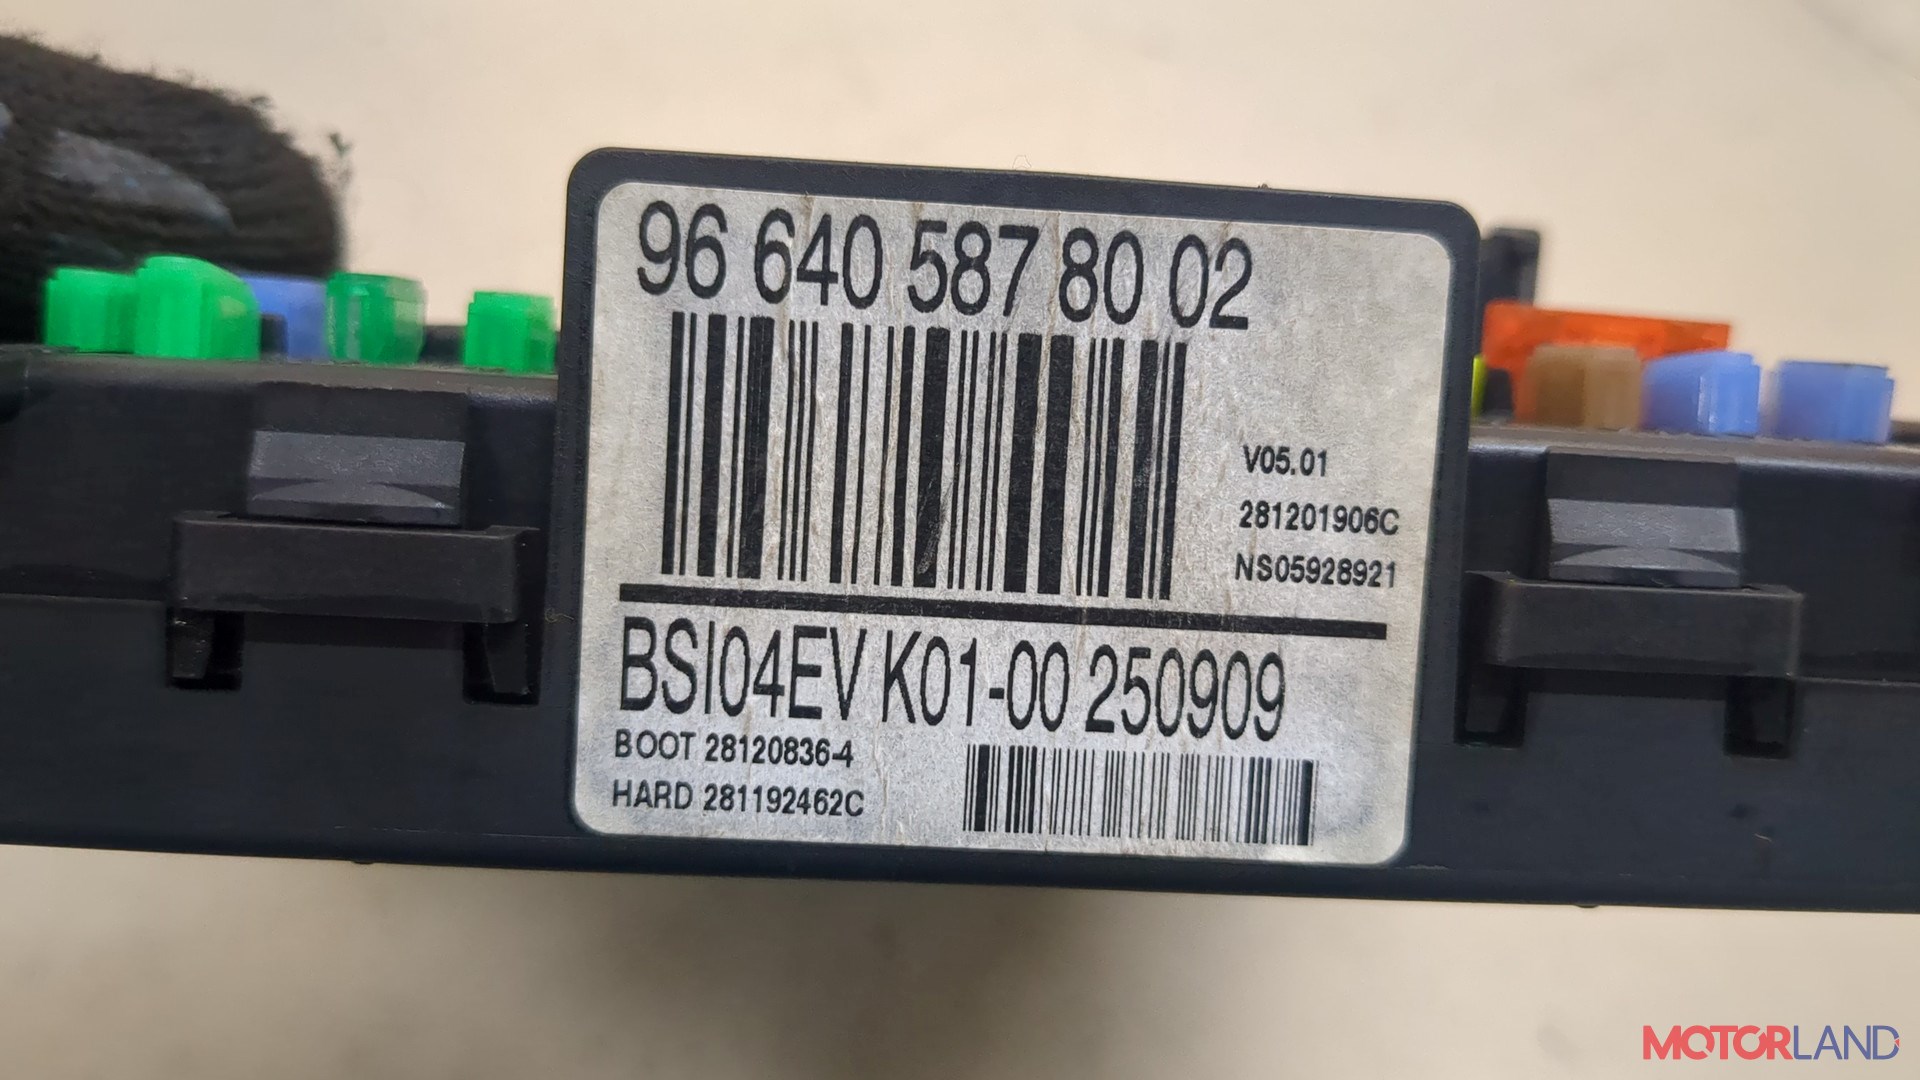 96 640 587 80 02
V05.01
281201906C
NS05928921
BSI04EV K01-00 250909
BOOT 28120836-4
HARD 281192462C
MOTORLAND